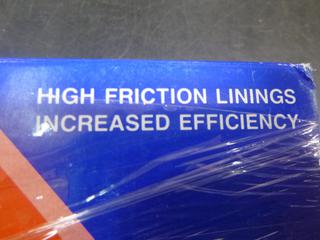 HIGH FRICTION LININGS
INCREASED EFFICIENCY